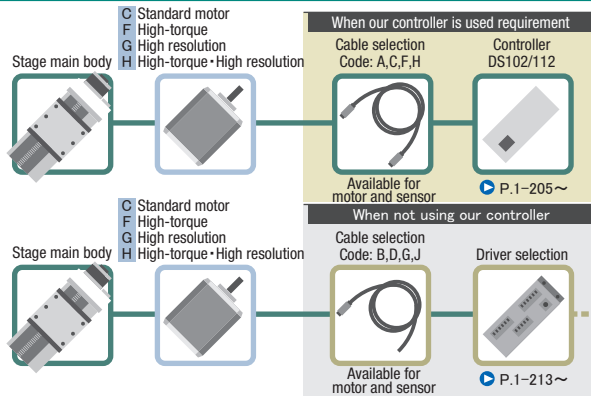 C Standard motor
F High-torque
G High resolution
H High-torque・High resolution
Stage main body
When our controller is used requirement
Cable selection
Code: A,C,F,H
Controller
DS102/112
Available for
motor and sensor
P.1-205～
C Standard motor
F High-torque
G High resolution
H High-torque・High resolution
Stage main body
When not using our controller
Cable selection
Code: B,D,G,J
Driver selection
Available for
motor and sensor
P.1-213～